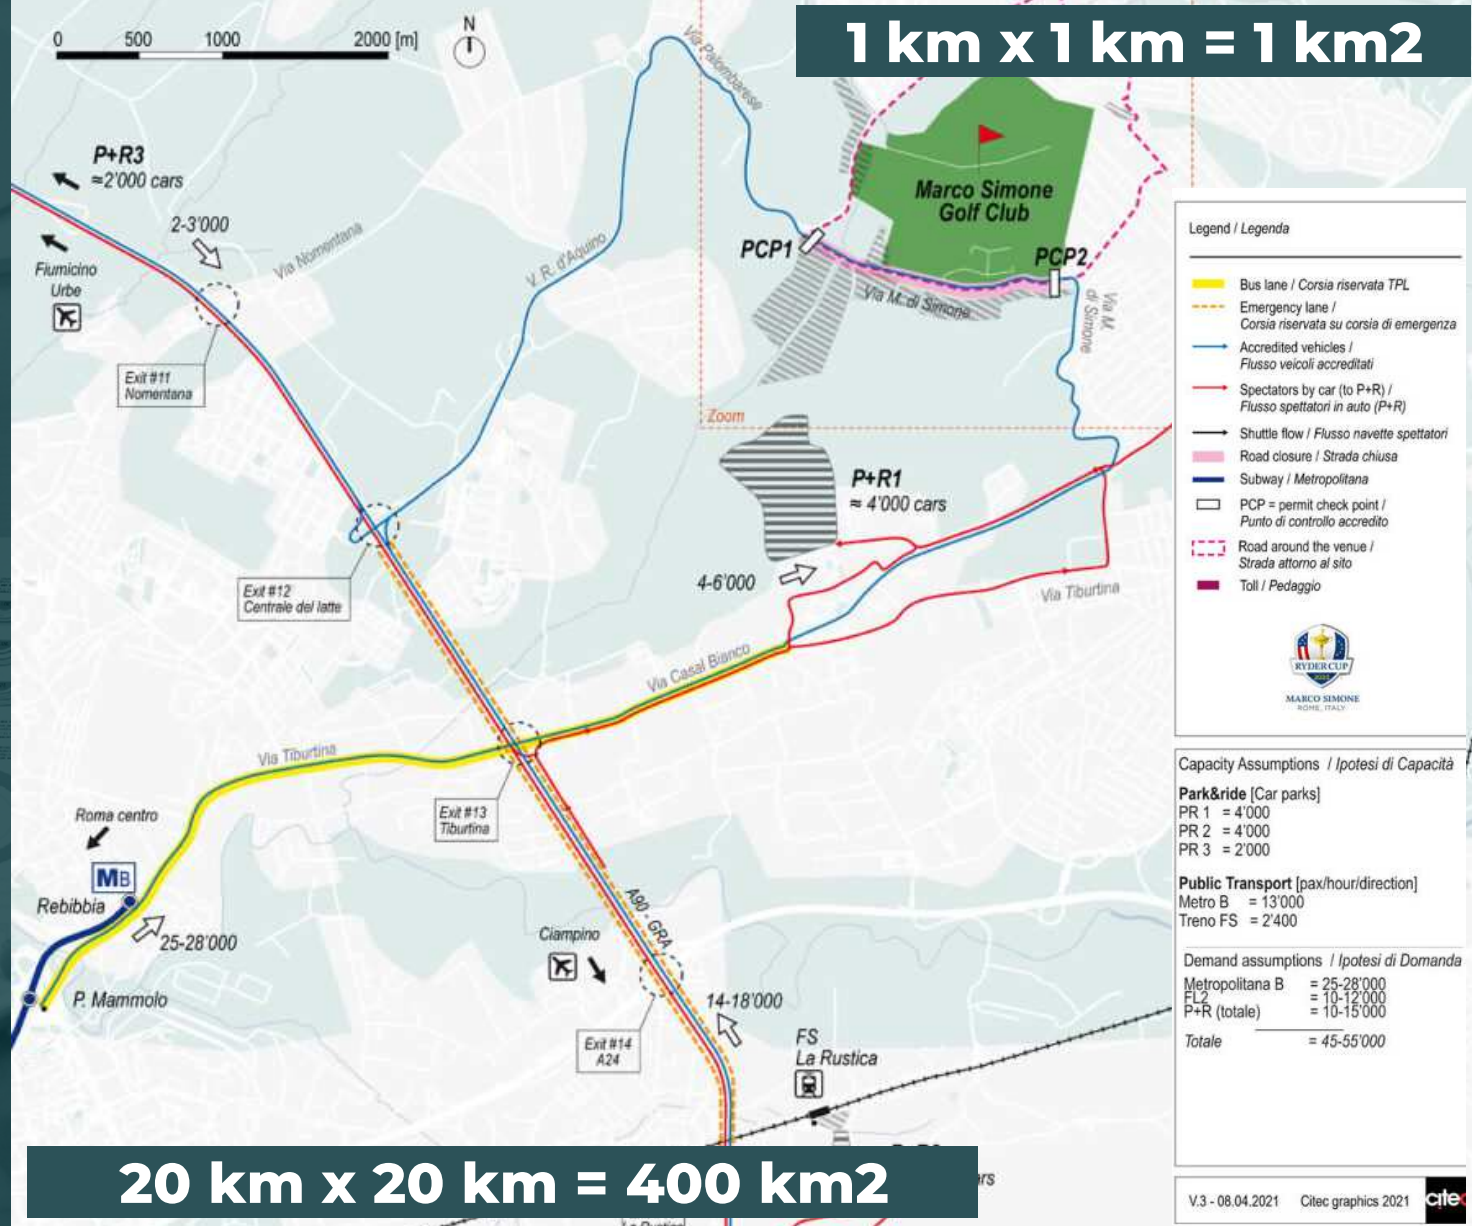 1 km x 1 km = 1 km2
0 500 1000 2000 [m]
N
P+R3
≈2'000 cars
2-3'000
Fiumicino
Urbe
Via Nomentana
V. R. d'Aquino
Via Palombarese
Exit #11
Nomentana
Marco Simone
Golf Club
PCP1
PCP2
Via M. di Simone
Via M.
di Simone
Zoom
P+R1
≈ 4'000 cars
4-6'000
Via Tiburtina
Exit #12
Centrale del latte
Via Casal Bianco
Via Tiburtina
Exit #13
Tiburtina
Roma centro
MB
Rebibbia
25-28'000
P. Mammolo
A90 - GRA
Ciampino
14-18'000
Exit #14
A24
FS
La Rustica
Legend / Legenda
Bus lane / Corsia riservata TPL
Emergency lane /
Corsia riservata su corsia di emergenza
Accredited vehicles /
Flusso veicoli accreditati
Spectators by car (to P+R) /
Flusso spettatori in auto (P+R)
Shuttle flow / Flusso navette spettatori
Road closure / Strada chiusa
Subway / Metropolitana
PCP = permit check point /
Punto di controllo accredito
Road around the venue /
Strada attorno al sito
Toll / Pedaggio
RYDER CUP
MARCO SIMONE
ROME, ITALY
Capacity Assumptions / Ipotesi di Capacità
Park&ride [Car parks]
PR 1 = 4'000
PR 2 = 4'000
PR 3 = 2'000
Public Transport [pax/hour/direction]
Metro B = 13'000
Treno FS = 2'400
Demand assumptions / Ipotesi di Domanda
Metropolitana B = 25-28'000
FL2 = 10-12'000
P+R (totale) = 10-15'000
Totale = 45-55'000
20 km x 20 km = 400 km2
V.3 - 08.04.2021 Citec graphics 2021